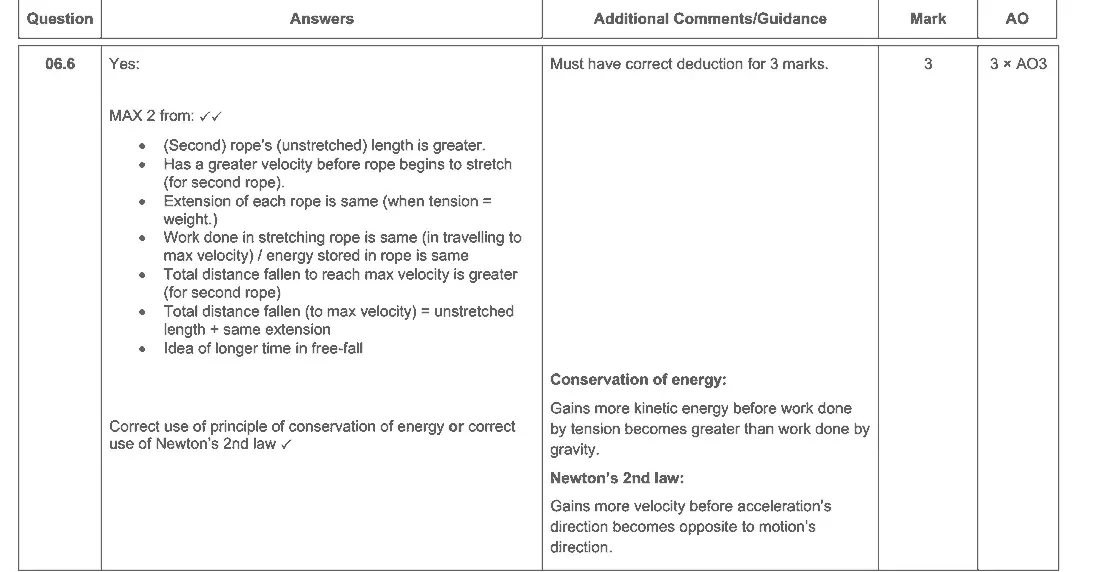 Question Answers Additional Comments/Guidance Mark AO
06.6 Yes: Must have correct deduction for 3 marks. 3 3 × AO3
MAX 2 from: ✓✓
• (Second) rope's (unstretched) length is greater.
• Has a greater velocity before rope begins to stretch
(for second rope).
• Extension of each rope is same (when tension =
weight.)
• Work done in stretching rope is same (in travelling to
max velocity) / energy stored in rope is same
• Total distance fallen to reach max velocity is greater
(for second rope)
• Total distance fallen (to max velocity) = unstretched
length + same extension
• Idea of longer time in free-fall
Correct use of principle of conservation of energy or correct
use of Newton's 2nd law ✓
Conservation of energy:
Gains more kinetic energy before work done
by tension becomes greater than work done by
gravity.
Newton's 2nd law:
Gains more velocity before acceleration's
direction becomes opposite to motion's
direction.